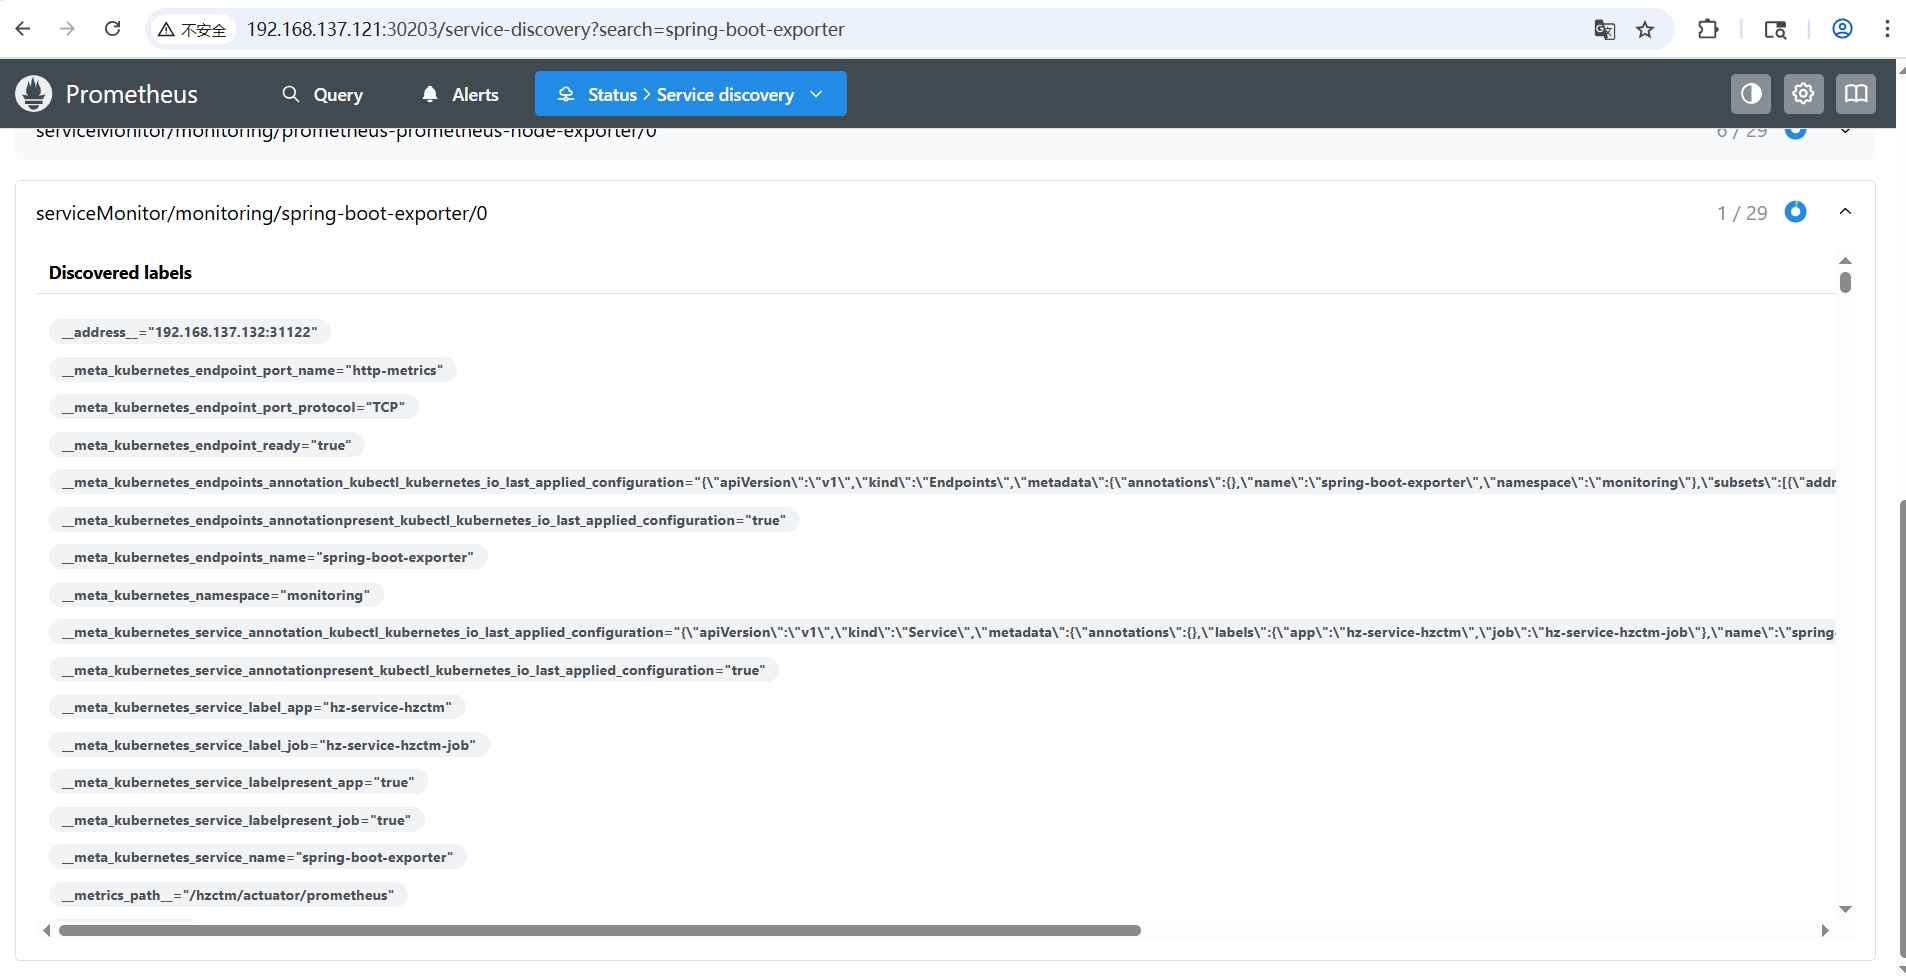 不安全 192.168.137.121:30203/service-discovery?search=spring-boot-exporter
Prometheus Query Alerts Status > Service discovery
serviceMonitor/monitoring/prometheus-prometheus-node-exporter/0 6 / 29
serviceMonitor/monitoring/spring-boot-exporter/0 1 / 29
Discovered labels
__address__="192.168.137.132:31122"
__meta_kubernetes_endpoint_port_name="http-metrics"
__meta_kubernetes_endpoint_port_protocol="TCP"
__meta_kubernetes_endpoint_ready="true"
__meta_kubernetes_endpoints_annotation_kubectl_kubernetes_io_last_applied_configuration="{\"apiVersion\":\"v1\",\"kind\":\"Endpoints\",\"metadata\":{\"annotations\":{},\"name\":\"spring-boot-exporter\",\"namespace\":\"monitoring\"},\"subsets\":[{\"addr
__meta_kubernetes_endpoints_annotationpresent_kubectl_kubernetes_io_last_applied_configuration="true"
__meta_kubernetes_endpoints_name="spring-boot-exporter"
__meta_kubernetes_namespace="monitoring"
__meta_kubernetes_service_annotation_kubectl_kubernetes_io_last_applied_configuration="{\"apiVersion\":\"v1\",\"kind\":\"Service\",\"metadata\":{\"annotations\":{},\"labels\":{\"app\":\"hz-service-hzctm\",\"job\":\"hz-service-hzctm-job\"},\"name\":\"spring-
__meta_kubernetes_service_annotationpresent_kubectl_kubernetes_io_last_applied_configuration="true"
__meta_kubernetes_service_label_app="hz-service-hzctm"
__meta_kubernetes_service_label_job="hz-service-hzctm-job"
__meta_kubernetes_service_labelpresent_app="true"
__meta_kubernetes_service_labelpresent_job="true"
__meta_kubernetes_service_name="spring-boot-exporter"
__metrics_path__="/hzctm/actuator/prometheus"